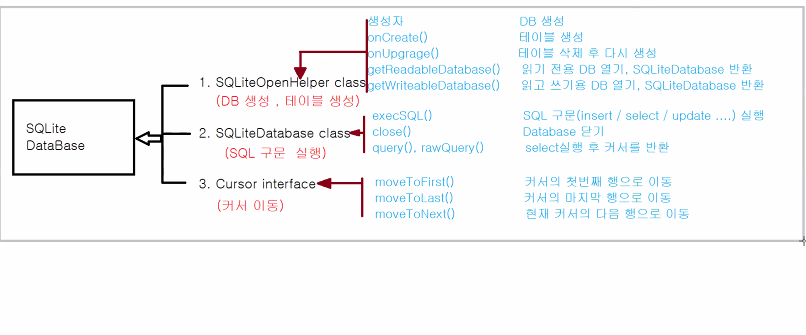 생성자 DB 생성
onCreate() 테이블 생성
onUpgrage() 테이블 삭제 후 다시 생성
getReadableDatabase() 읽기 전용 DB 열기, SQLiteDatabase 반환
1. SQLiteOpenHelper class getWriteableDatabase() 읽고 쓰기용 DB 열기, SQLiteDatabase 반환
(DB 생성 , 테이블 생성)
execSQL() SQL 구문(insert / select / update ....) 실행
SQLite
DataBase
2. SQLiteDatabase class close() Database 닫기
(SQL 구문 실행) query(), rawQuery() select실행 후 커서를 반환
3. Cursor interface moveToFirst() 커서의 첫번째 행으로 이동
moveToLast() 커서의 마지막 행으로 이동
(커서 이동) moveToNext() 현재 커서의 다음 행으로 이동